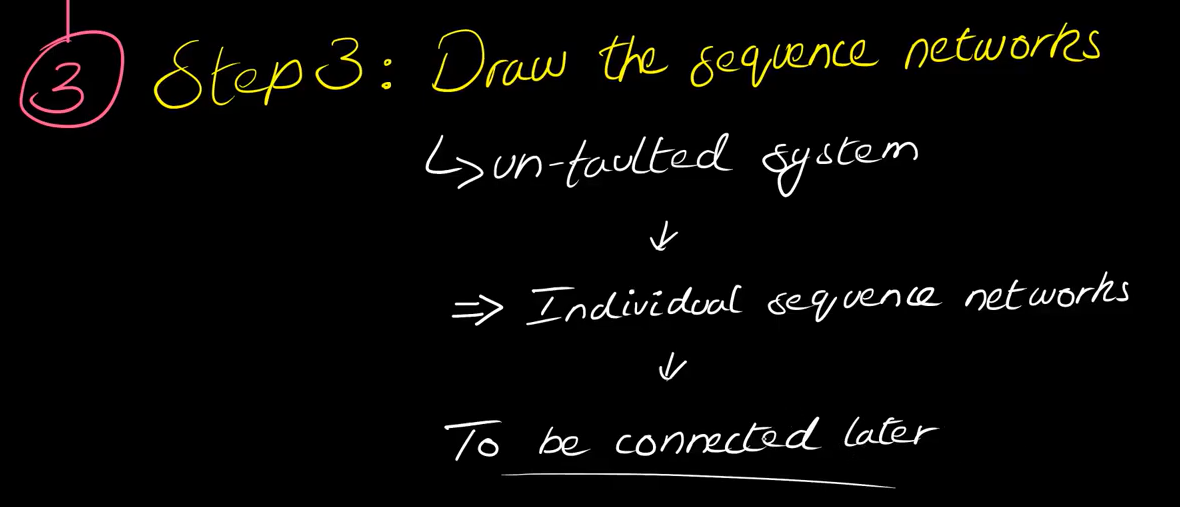 3 Step 3: Draw the sequence networks
↳ un-faulted system
↓
⇒ Individual sequence networks
↓
To be connected later